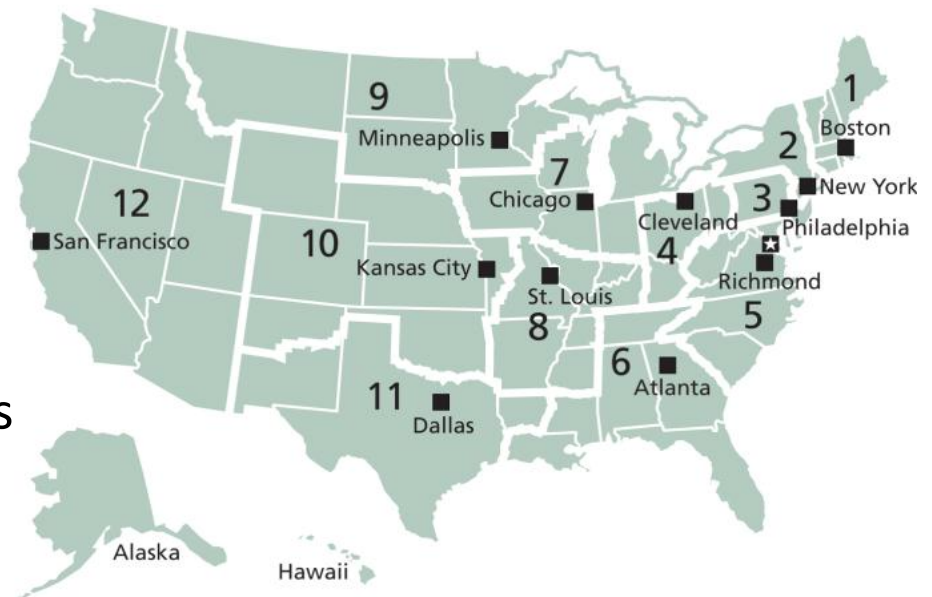 1
9
Boston
Minneapolis
2
7
New York
3
Chicago
12
Cleveland
Philadelphia
10
4
San Francisco
Kansas City
Richmond
St. Louis
5
8
6
Atlanta
11
s
Dallas
Alaska
Hawaii